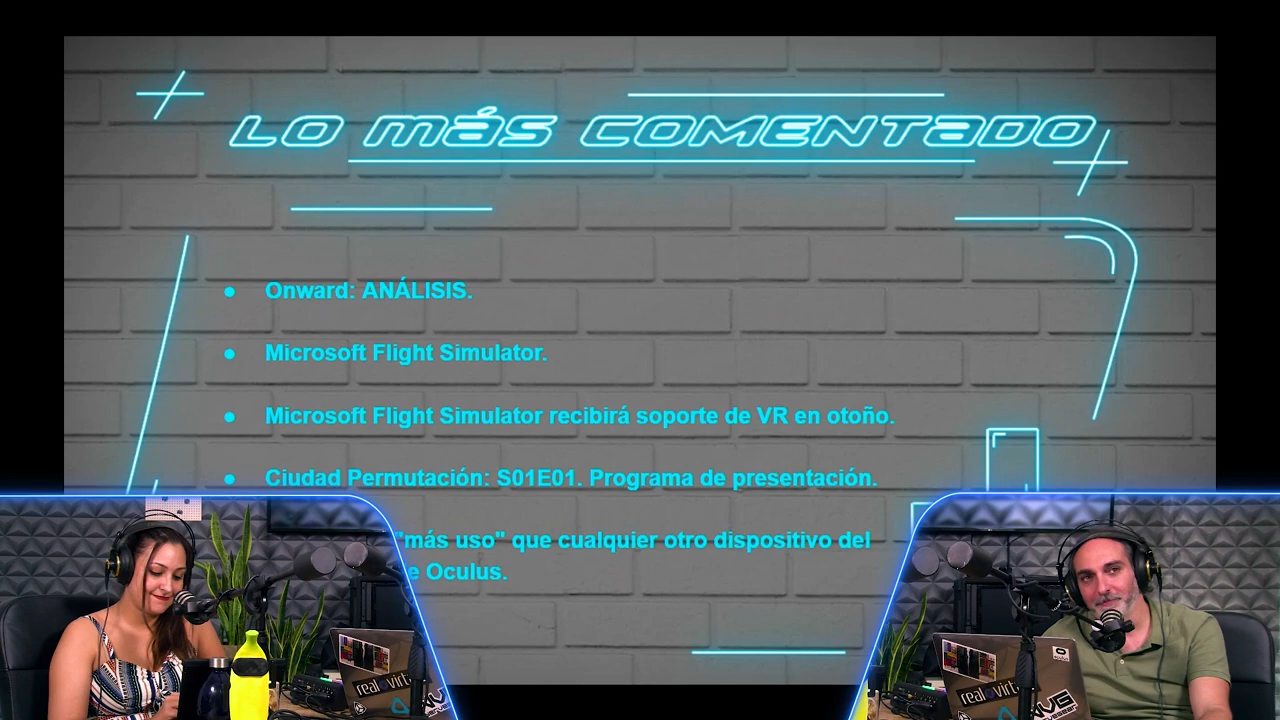 LO MÁS COMENTADO
● Onward: ANÁLISIS.
● Microsoft Flight Simulator.
● Microsoft Flight Simulator recibirá soporte de VR en otoño.
● Ciudad Permutación: S01E01. Programa de presentación.
"más uso" que cualquier otro dispositivo del
Oculus.